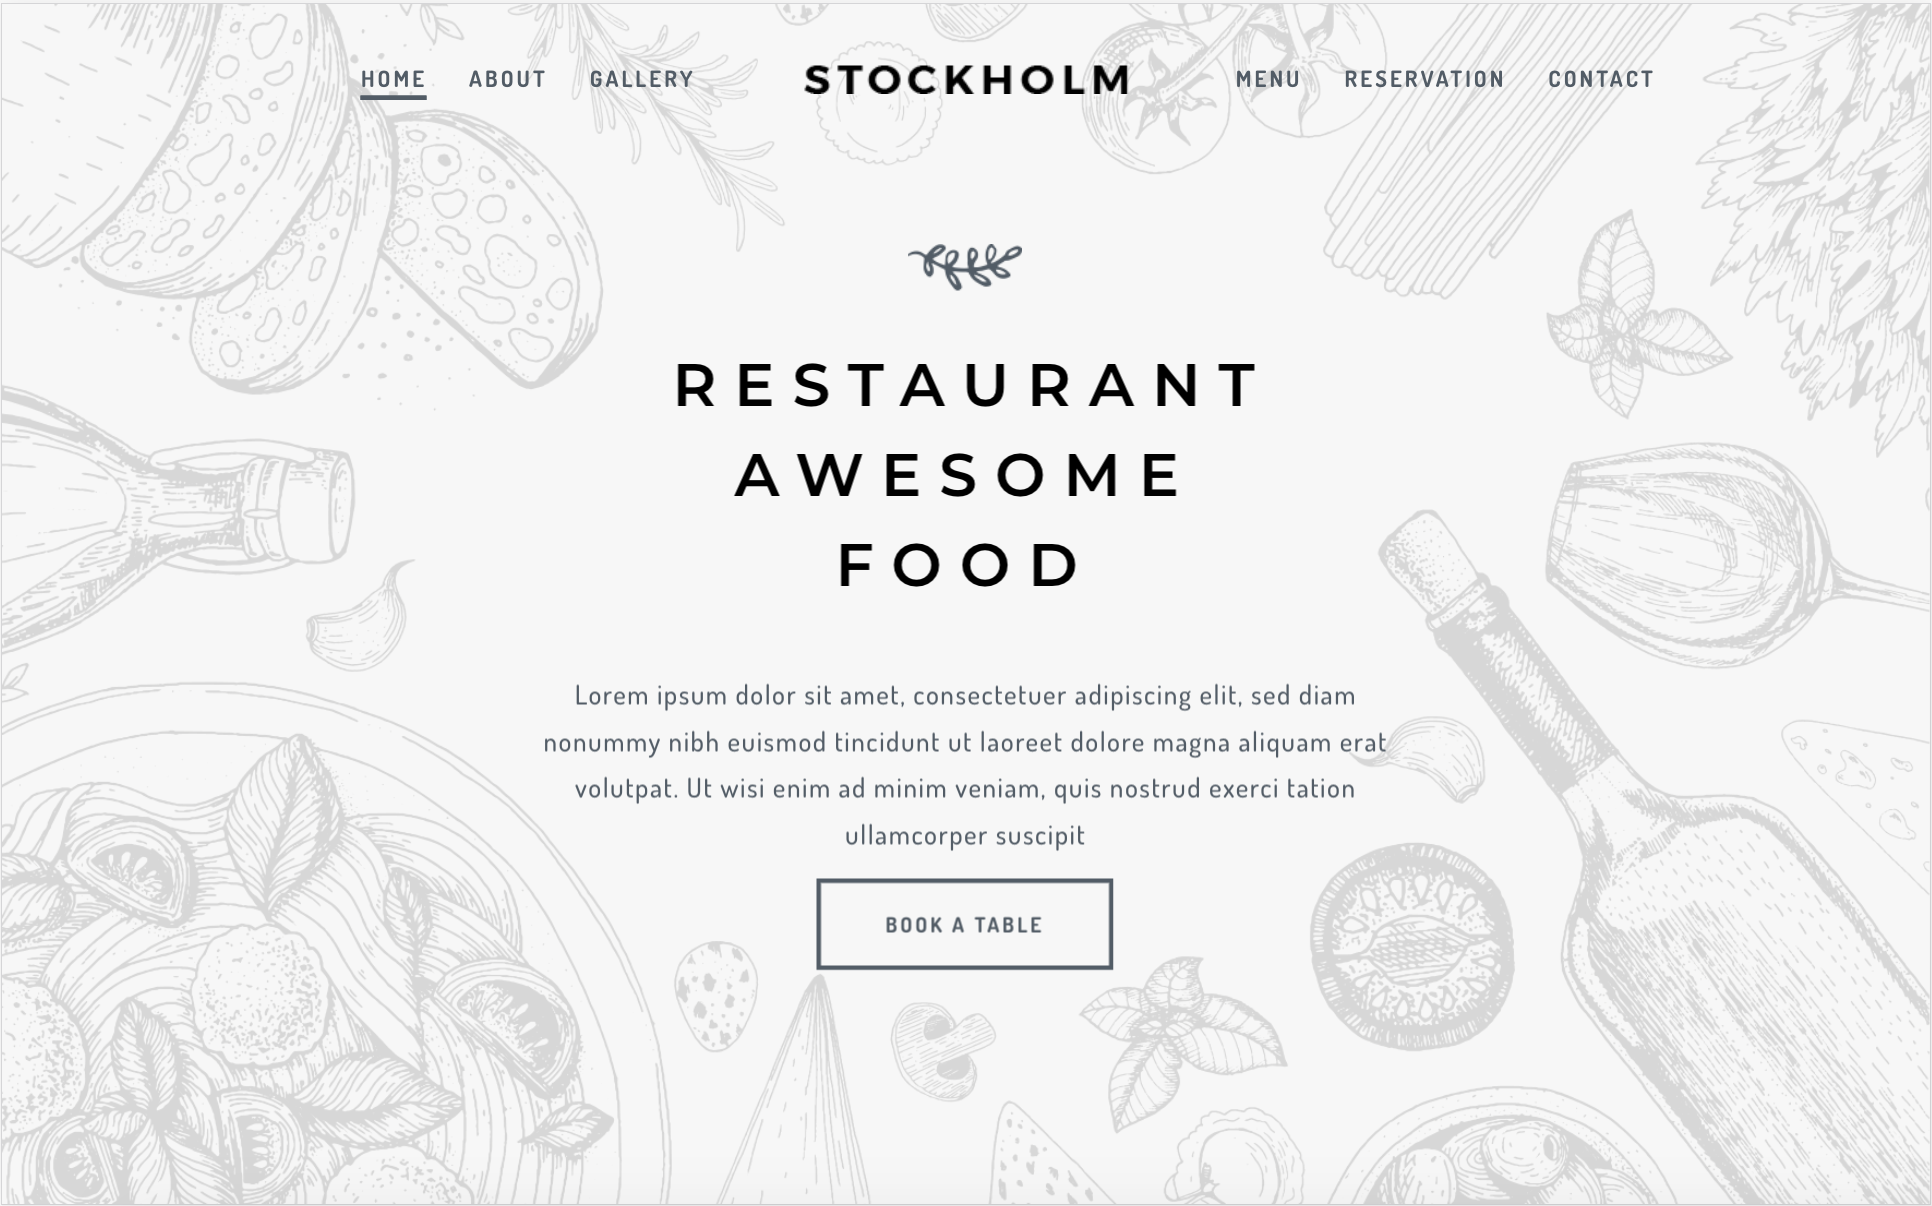 HOME ABOUT GALLERY STOCKHOLM MENU RESERVATION CONTACT
RESTAURANT
AWESOME
FOOD
Lorem ipsum dolor sit amet, consectetuer adipiscing elit, sed diam
nonummy nibh euismod tincidunt ut laoreet dolore magna aliquam erat
volutpat. Ut wisi enim ad minim veniam, quis nostrud exerci tation
ullamcorper suscipit
BOOK A TABLE